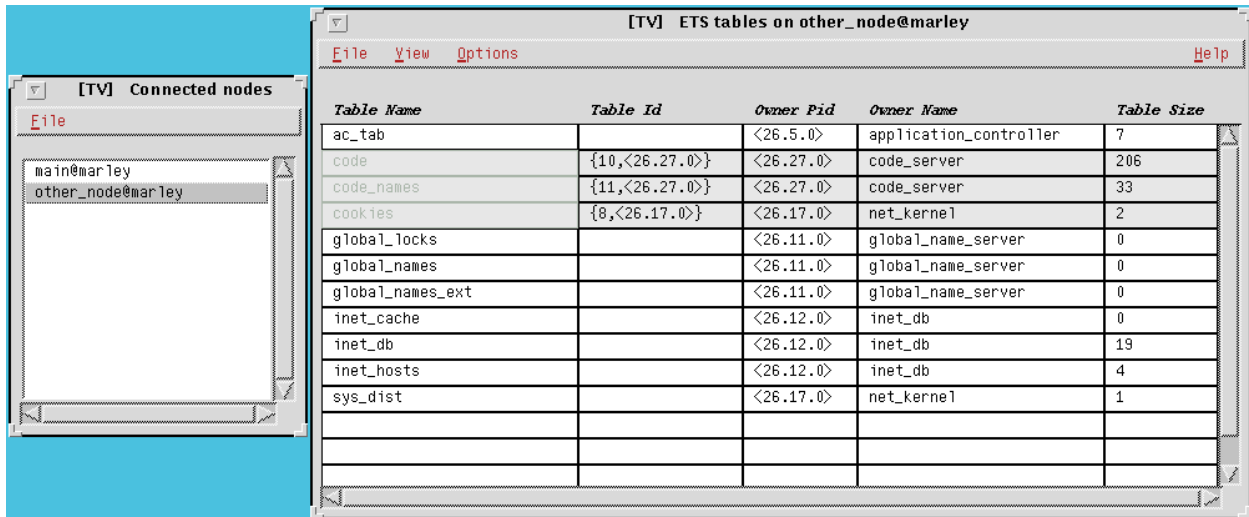 [TV] Connected nodes
File
main@marley
other_node@marley
[TV] ETS tables on other_node@marley
File View Options Help
Table Name Table Id Owner Pid Owner Name Table Size
ac_tab <26.5.0> application_controller 7
code {10,<26.27.0>} <26.27.0> code_server 206
code_names {11,<26.27.0>} <26.27.0> code_server 33
cookies {8,<26.17.0>} <26.17.0> net_kernel 2
global_locks <26.11.0> global_name_server 0
global_names <26.11.0> global_name_server 0
global_names_ext <26.11.0> global_name_server 0
inet_cache <26.12.0> inet_db 0
inet_db <26.12.0> inet_db 19
inet_hosts <26.12.0> inet_db 4
sys_dist <26.17.0> net_kernel 1